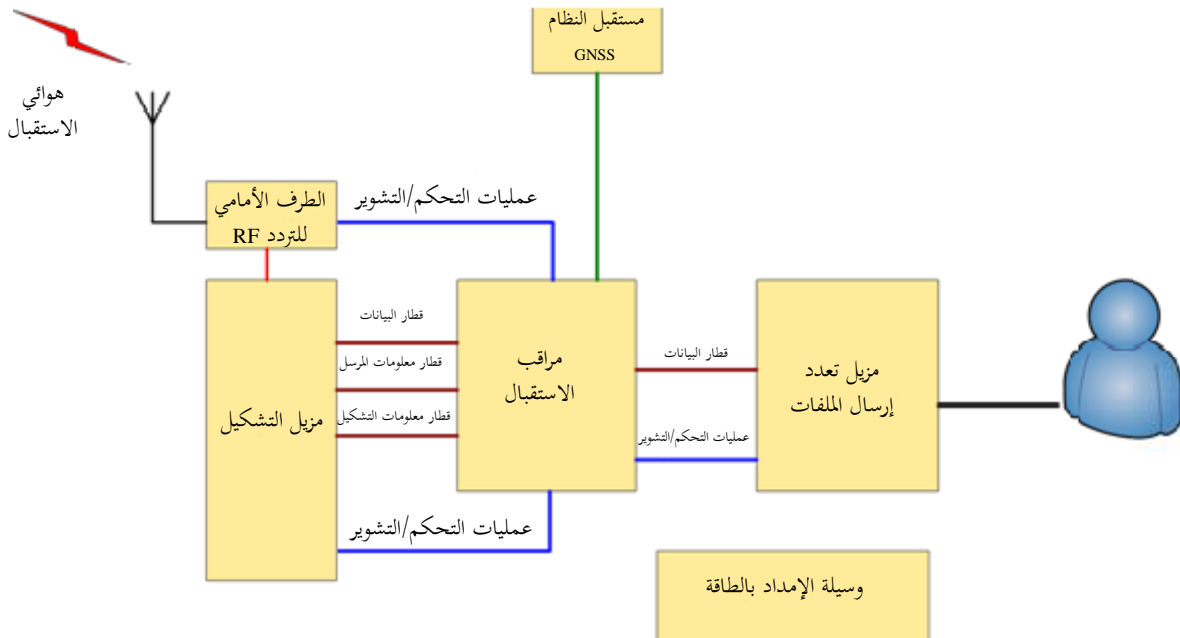 مستقبل النظام
GNSS
هوائي
الاستقبال
الطرف الأمامي
للتردد RF
عمليات التحكم/التشوير
قطار البيانات
قطار معلومات المرسل
قطار معلومات التشكيل
مزيل التشكيل
مراقب
الاستقبال
قطار البيانات
عمليات التحكم/التشوير
مزيل تعدد
إرسال الملفات
عمليات التحكم/التشوير
وسيلة الإمداد بالطاقة